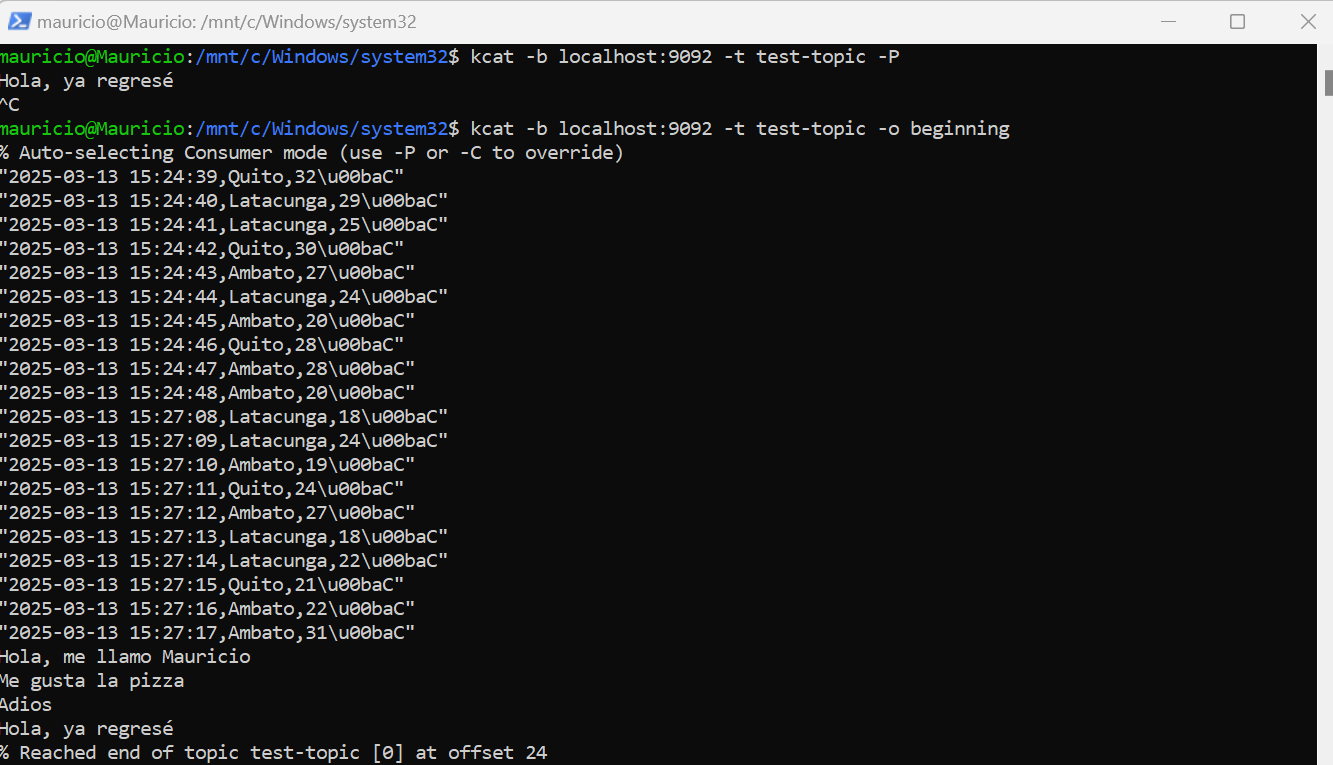 mauricio@Mauricio: /mnt/c/Windows/system32
mauricio@Mauricio:/mnt/c/Windows/system32$ kcat -b localhost:9092 -t test-topic -P
Hola, ya regresé
^C
mauricio@Mauricio:/mnt/c/Windows/system32$ kcat -b localhost:9092 -t test-topic -o beginning
% Auto-selecting Consumer mode (use -P or -C to override)
"2025-03-13 15:24:39,Quito,32\u00baC"
"2025-03-13 15:24:40,Latacunga,29\u00baC"
"2025-03-13 15:24:41,Latacunga,25\u00baC"
"2025-03-13 15:24:42,Quito,30\u00baC"
"2025-03-13 15:24:43,Ambato,27\u00baC"
"2025-03-13 15:24:44,Latacunga,24\u00baC"
"2025-03-13 15:24:45,Ambato,20\u00baC"
"2025-03-13 15:24:46,Quito,28\u00baC"
"2025-03-13 15:24:47,Ambato,28\u00baC"
"2025-03-13 15:24:48,Ambato,20\u00baC"
"2025-03-13 15:27:08,Latacunga,18\u00baC"
"2025-03-13 15:27:09,Latacunga,24\u00baC"
"2025-03-13 15:27:10,Ambato,19\u00baC"
"2025-03-13 15:27:11,Quito,24\u00baC"
"2025-03-13 15:27:12,Ambato,27\u00baC"
"2025-03-13 15:27:13,Latacunga,18\u00baC"
"2025-03-13 15:27:14,Latacunga,22\u00baC"
"2025-03-13 15:27:15,Quito,21\u00baC"
"2025-03-13 15:27:16,Ambato,22\u00baC"
"2025-03-13 15:27:17,Ambato,31\u00baC"
Hola, me llamo Mauricio
Me gusta la pizza
Adios
Hola, ya regresé
% Reached end of topic test-topic [0] at offset 24